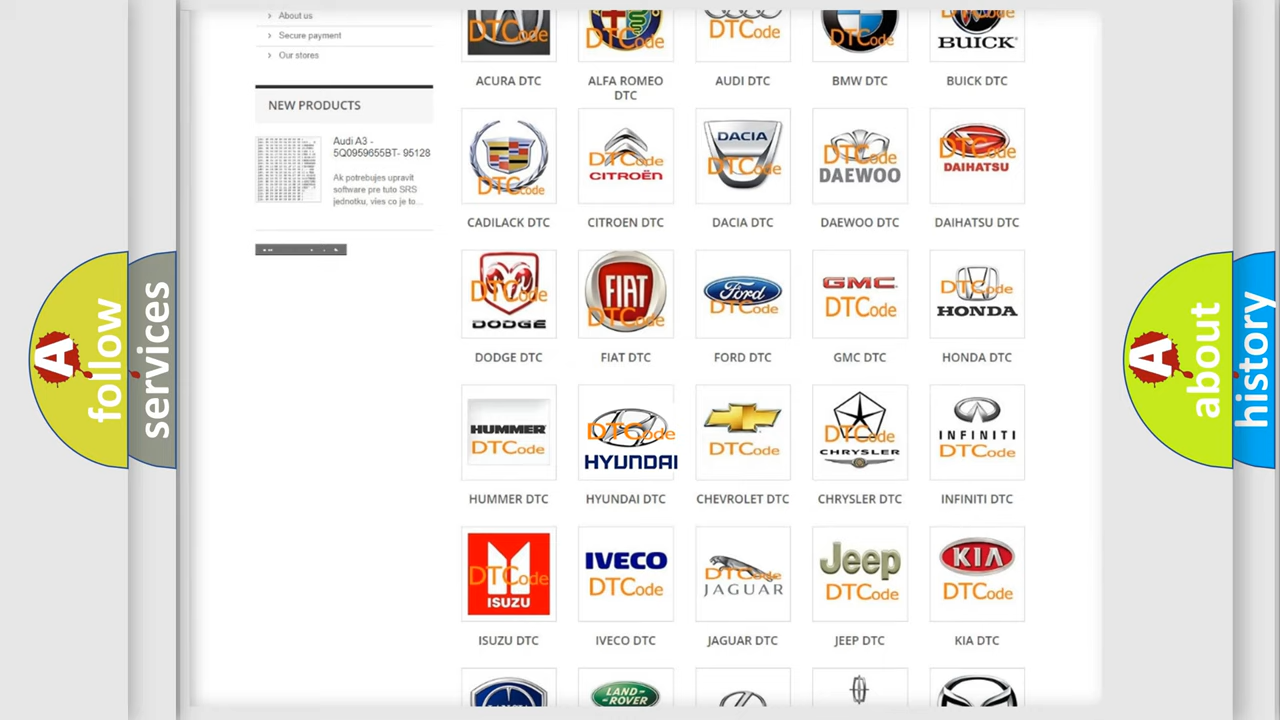 About us
Secure payment
Our stores
NEW PRODUCTS
Audi A3 -
5Q0959655BT- 95128
Ak potrebujes upravit
software pre tuto SRS
jednotku, vies co je to...
DTCode
DTCode
DTCode
DTCode
BUICK
ACURA DTC
ALFA ROMEO
DTC
AUDI DTC
BMW DTC
BUICK DTC
DTCode
DTCode
CITROËN
DACIA
DTCode
DTCode
DAEWOO
DTCode
DAIHATSU
CADILACK DTC
CITROEN DTC
DACIA DTC
DAEWOO DTC
DAIHATSU DTC
DTCode
DODGE
FIAT
DTCode
Ford
DTCode
GMC
DTCode
DTCode
HONDA
DODGE DTC
FIAT DTC
FORD DTC
GMC DTC
HONDA DTC
HUMMER
DTCode
DTCode
HYUNDAI
DTCode
DTCode
CHRYSLER
INFINITI
DTCode
HUMMER DTC
HYUNDAI DTC
CHEVROLET DTC
CHRYSLER DTC
INFINITI DTC
DTCode
ISUZU
IVECO
DTCode
DTCode
JAGUAR
Jeep
DTCode
KIA
DTCode
ISUZU DTC
IVECO DTC
JAGUAR DTC
JEEP DTC
KIA DTC
LAND-
ROVER
A follow
services
A about
history